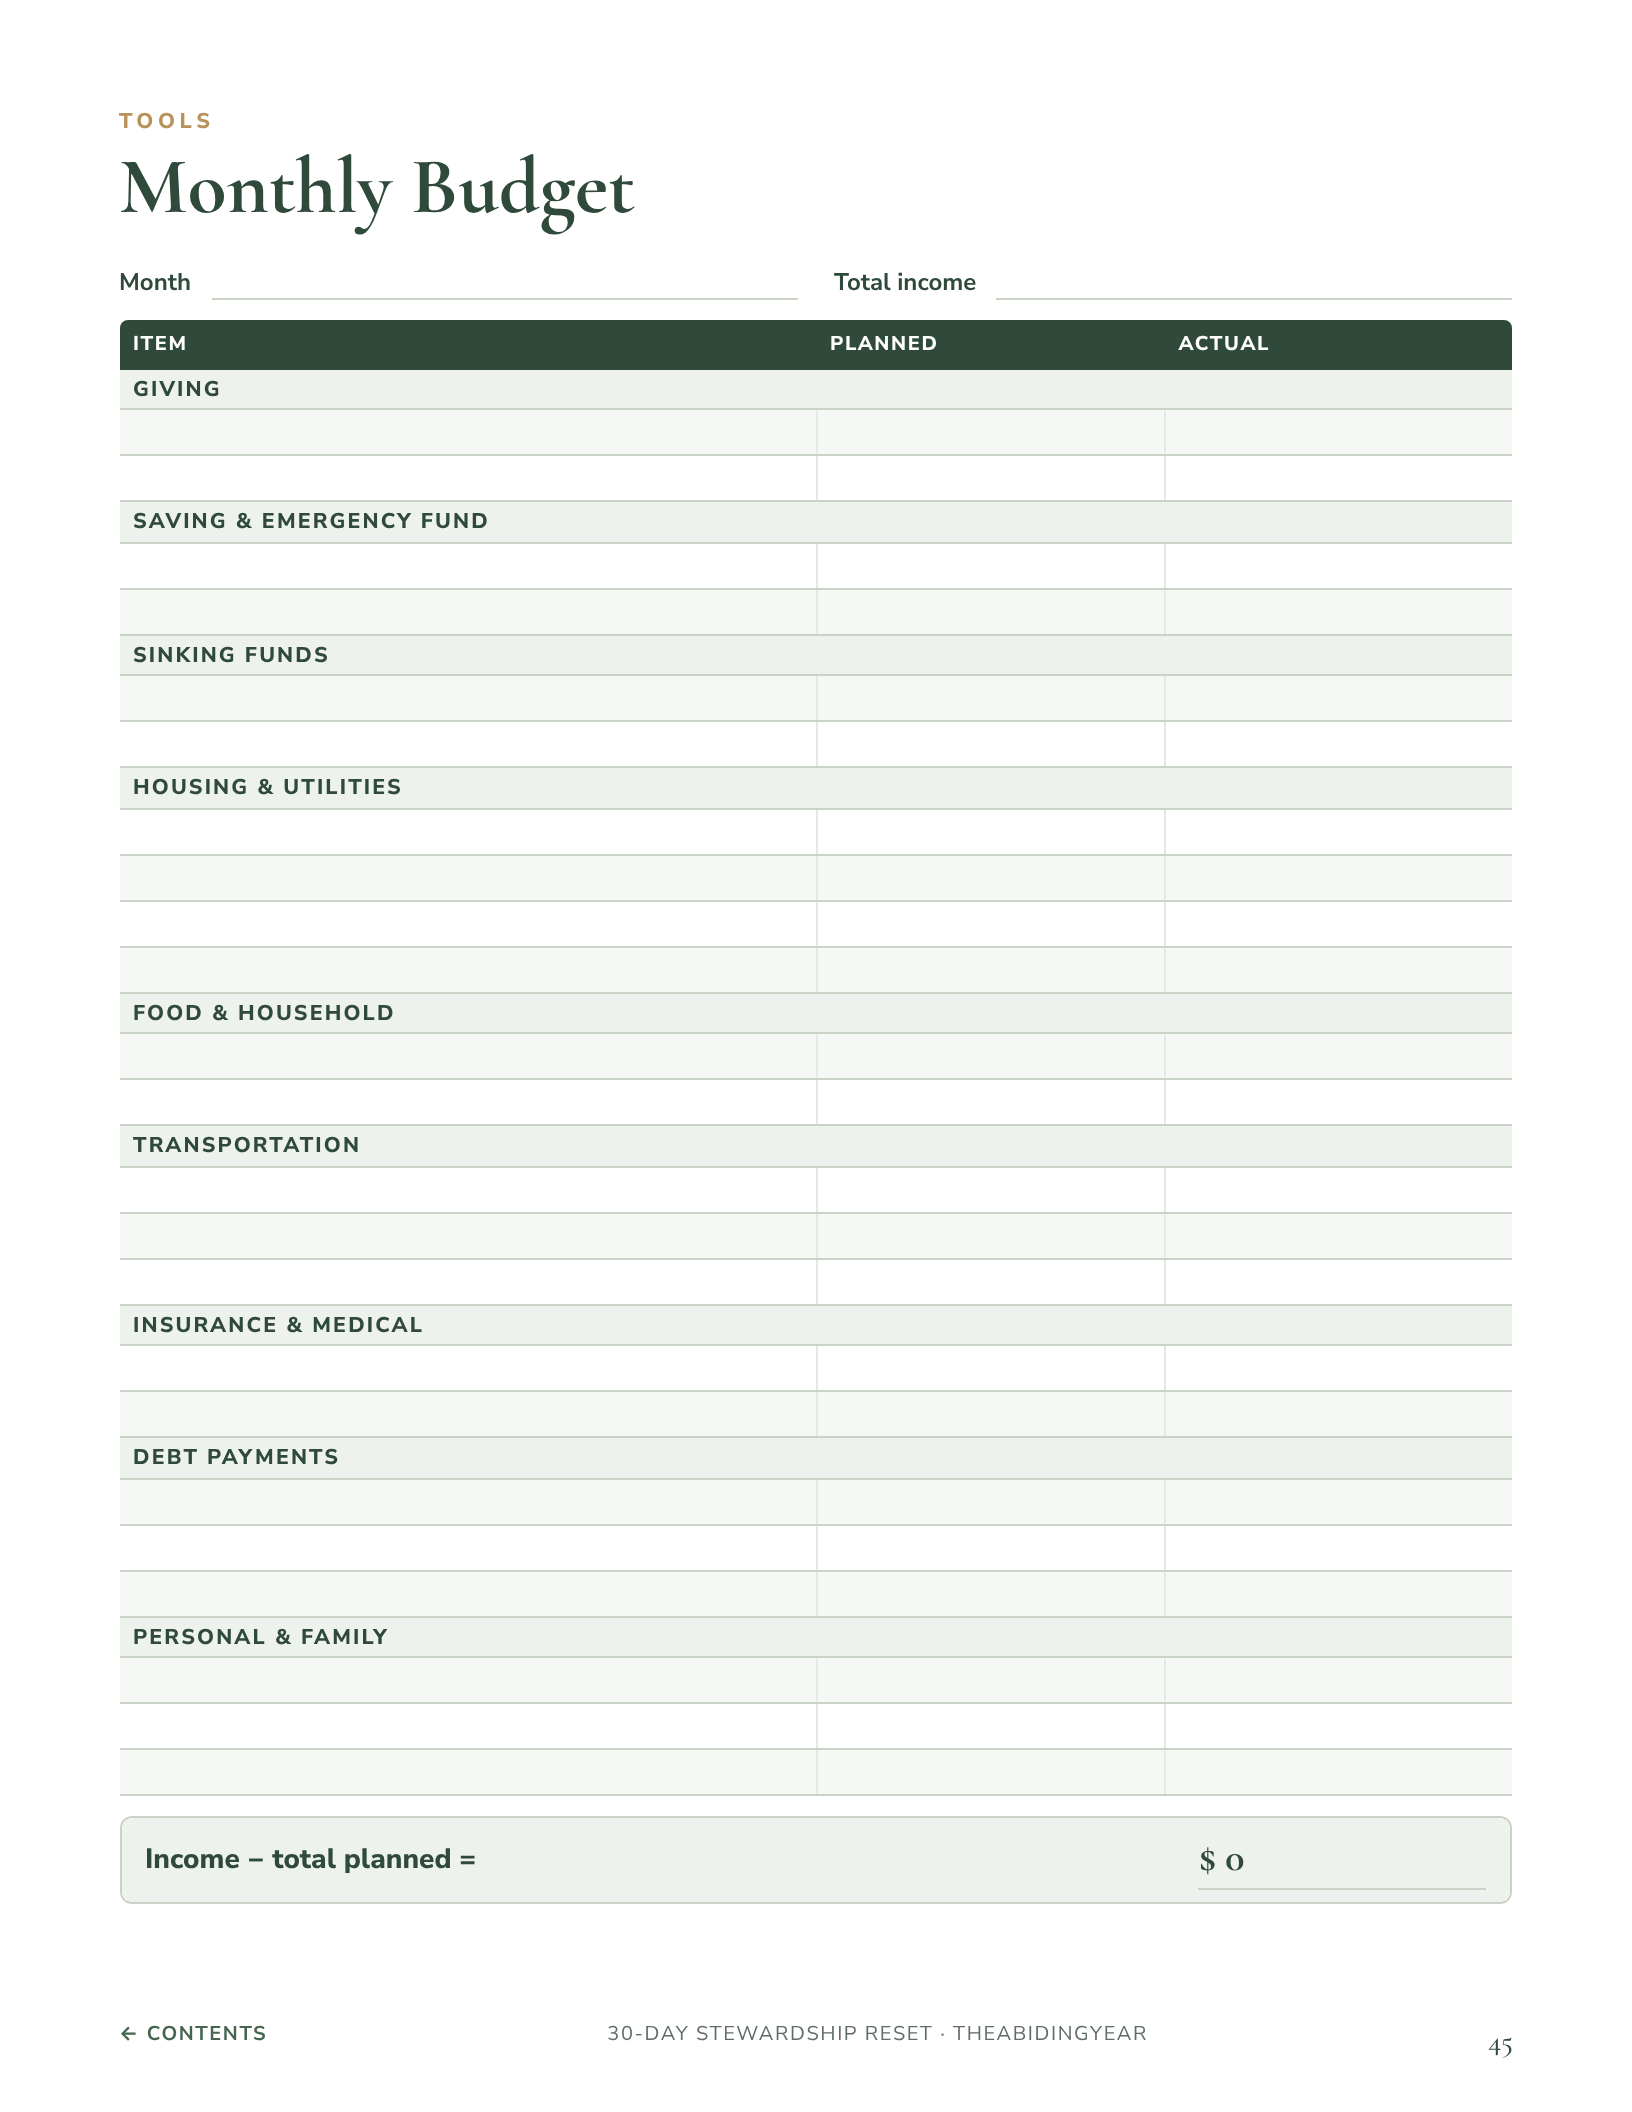 TOOLS
Monthly Budget
Month Total income
ITEM PLANNED ACTUAL
GIVING
SAVING & EMERGENCY FUND
SINKING FUNDS
HOUSING & UTILITIES
FOOD & HOUSEHOLD
TRANSPORTATION
INSURANCE & MEDICAL
DEBT PAYMENTS
PERSONAL & FAMILY
Income – total planned = $ 0
← CONTENTS 30-DAY STEWARDSHIP RESET · THEABIDINGYEAR 45